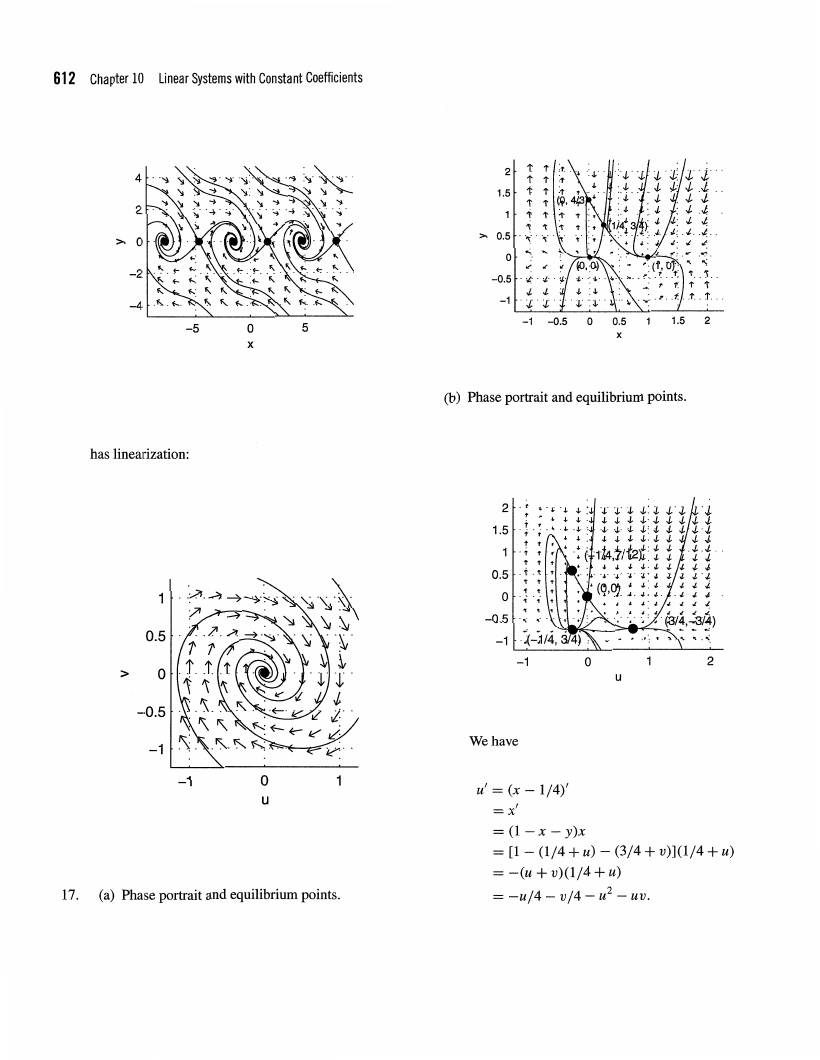 612 Chapter 10 Linear Systems with Constant Coefficients
4
2
0
−2
−4
y
−5 0 5
x
has linearization:
1
0.5
0
−0.5
−1
v
−1 0 1
u
17. (a) Phase portrait and equilibrium points.
2
1.5
1
0.5
0
−0.5
−1
y
(0, 4/3)
(1/4, 3/4)
(0, 0) (1, 0)
−1 −0.5 0 0.5 1 1.5 2
x
(b) Phase portrait and equilibrium points.
2
1.5
1
0.5
0
−0.5
−1
(−1/4,7/12)
(0,0)
(3/4, −3/4)
(−1/4, 3/4)
−1 0 1 2
u
We have
u′ = (x − 1/4)′
= x′
= (1 − x − y)x
= [1 − (1/4 + u) − (3/4 + v)](1/4 + u)
= −(u + v)(1/4 + u)
= −u/4 − v/4 − u² − uv.